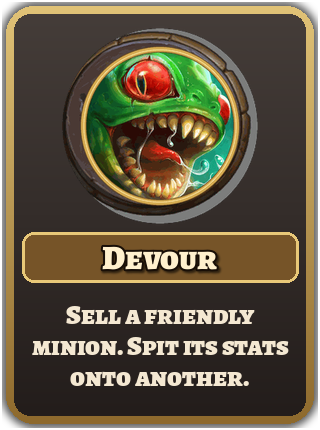 Devour
Sell a friendly
minion. Spit its stats
onto another.